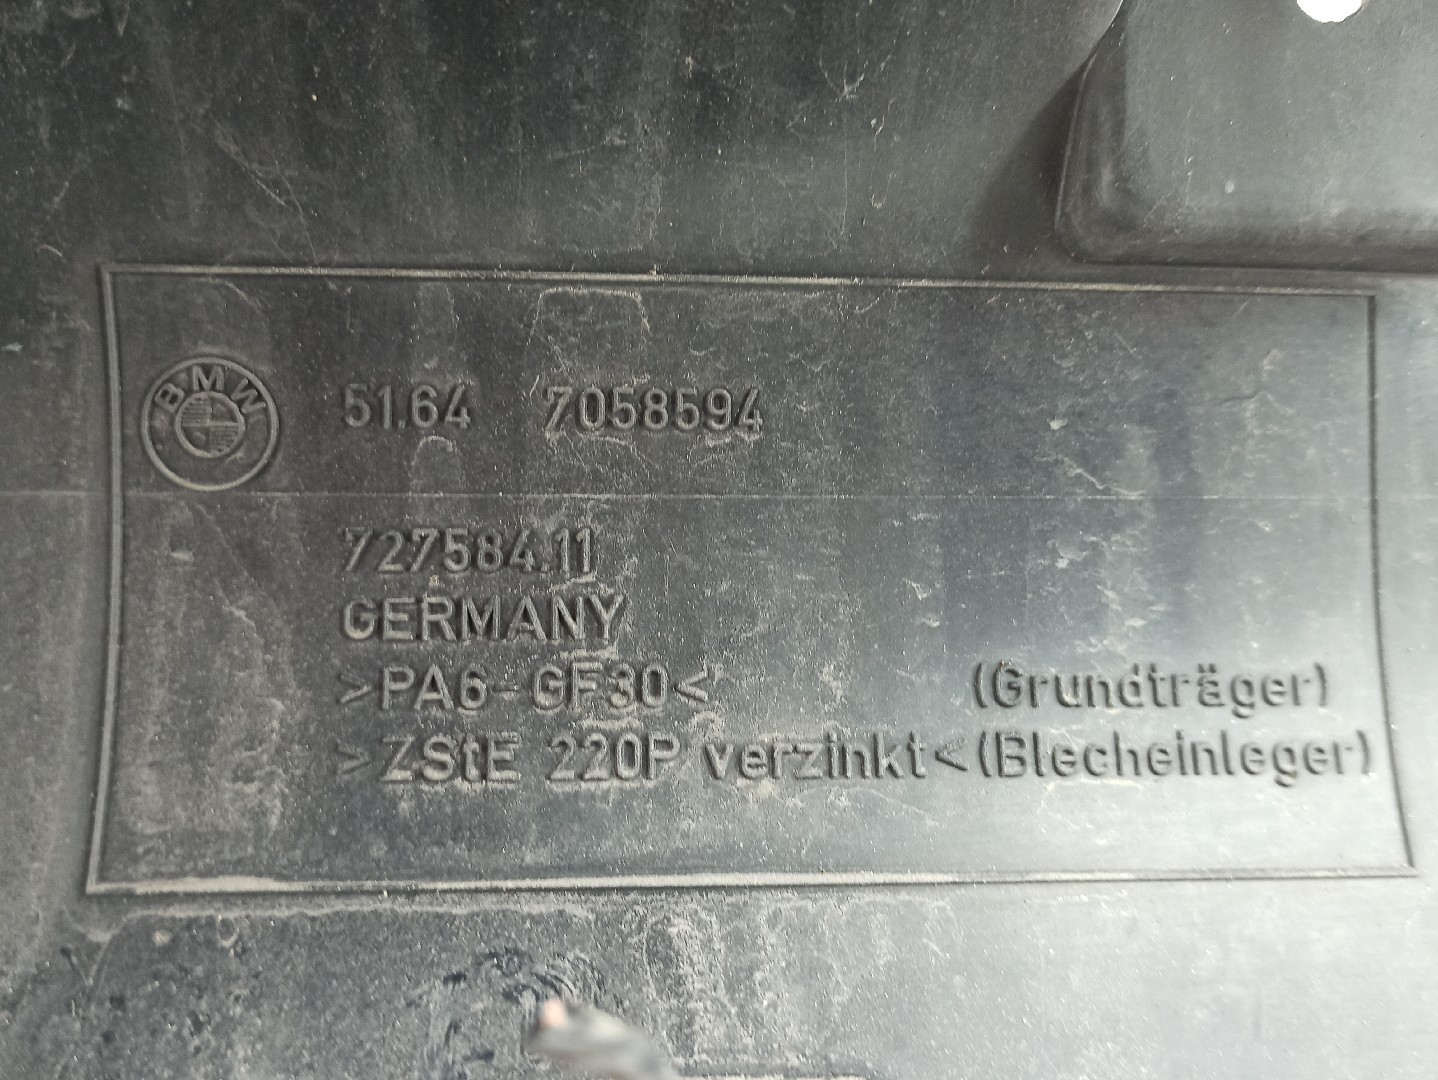 BMW
51.64 7058594
727584.11
GERMANY
>PA6-GF30< (Grundträger)
>ZStE 220P verzinkt< (Blecheinleger)